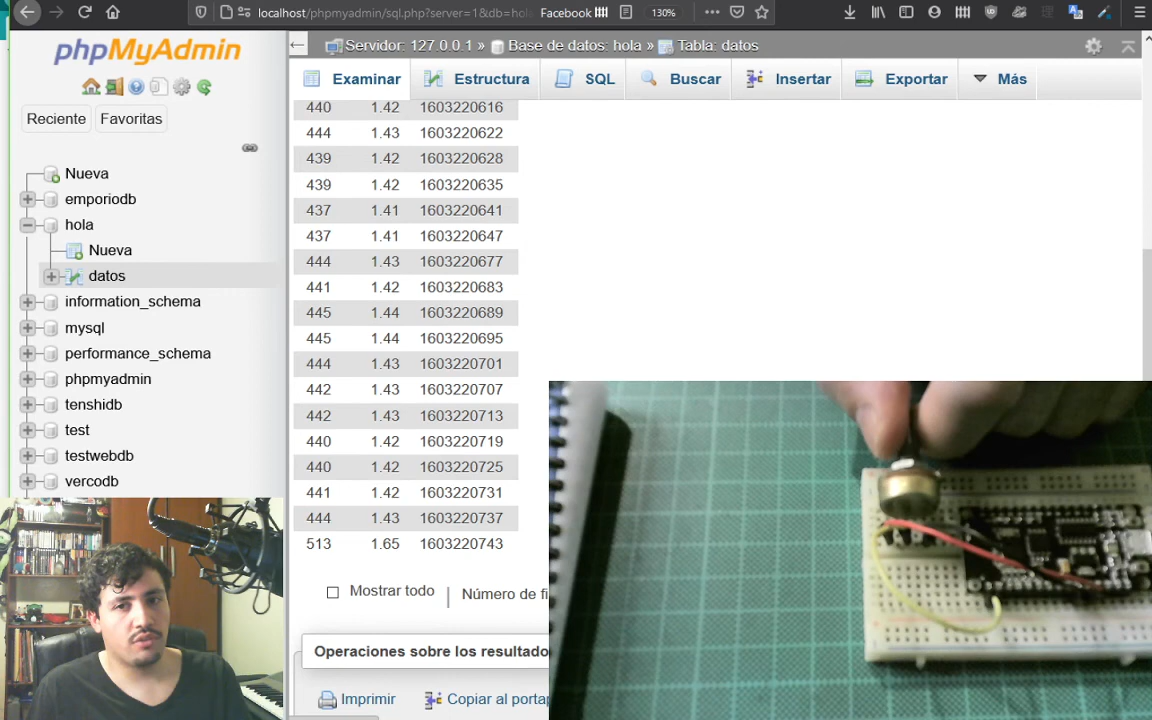 localhost/phpmyadmin/sql.php?server=1&db=hola
Facebook
130%
phpMyAdmin
Servidor: 127.0.0.1 » Base de datos: hola » Tabla: datos
Examinar Estructura SQL Buscar Insertar Exportar Más
Reciente Favoritas
Nueva
emporiodb
hola
Nueva
datos
information_schema
mysql
performance_schema
phpmyadmin
tenshidb
test
testwebdb
vercodb
440 1.42 1603220616
444 1.43 1603220622
439 1.42 1603220628
439 1.42 1603220635
437 1.41 1603220641
437 1.41 1603220647
444 1.43 1603220677
441 1.42 1603220683
445 1.44 1603220689
445 1.44 1603220695
444 1.43 1603220701
442 1.43 1603220707
442 1.43 1603220713
440 1.42 1603220719
440 1.42 1603220725
441 1.42 1603220731
444 1.43 1603220737
513 1.65 1603220743
Mostrar todo | Número de fi
Operaciones sobre los resultado
Imprimir Copiar al portap